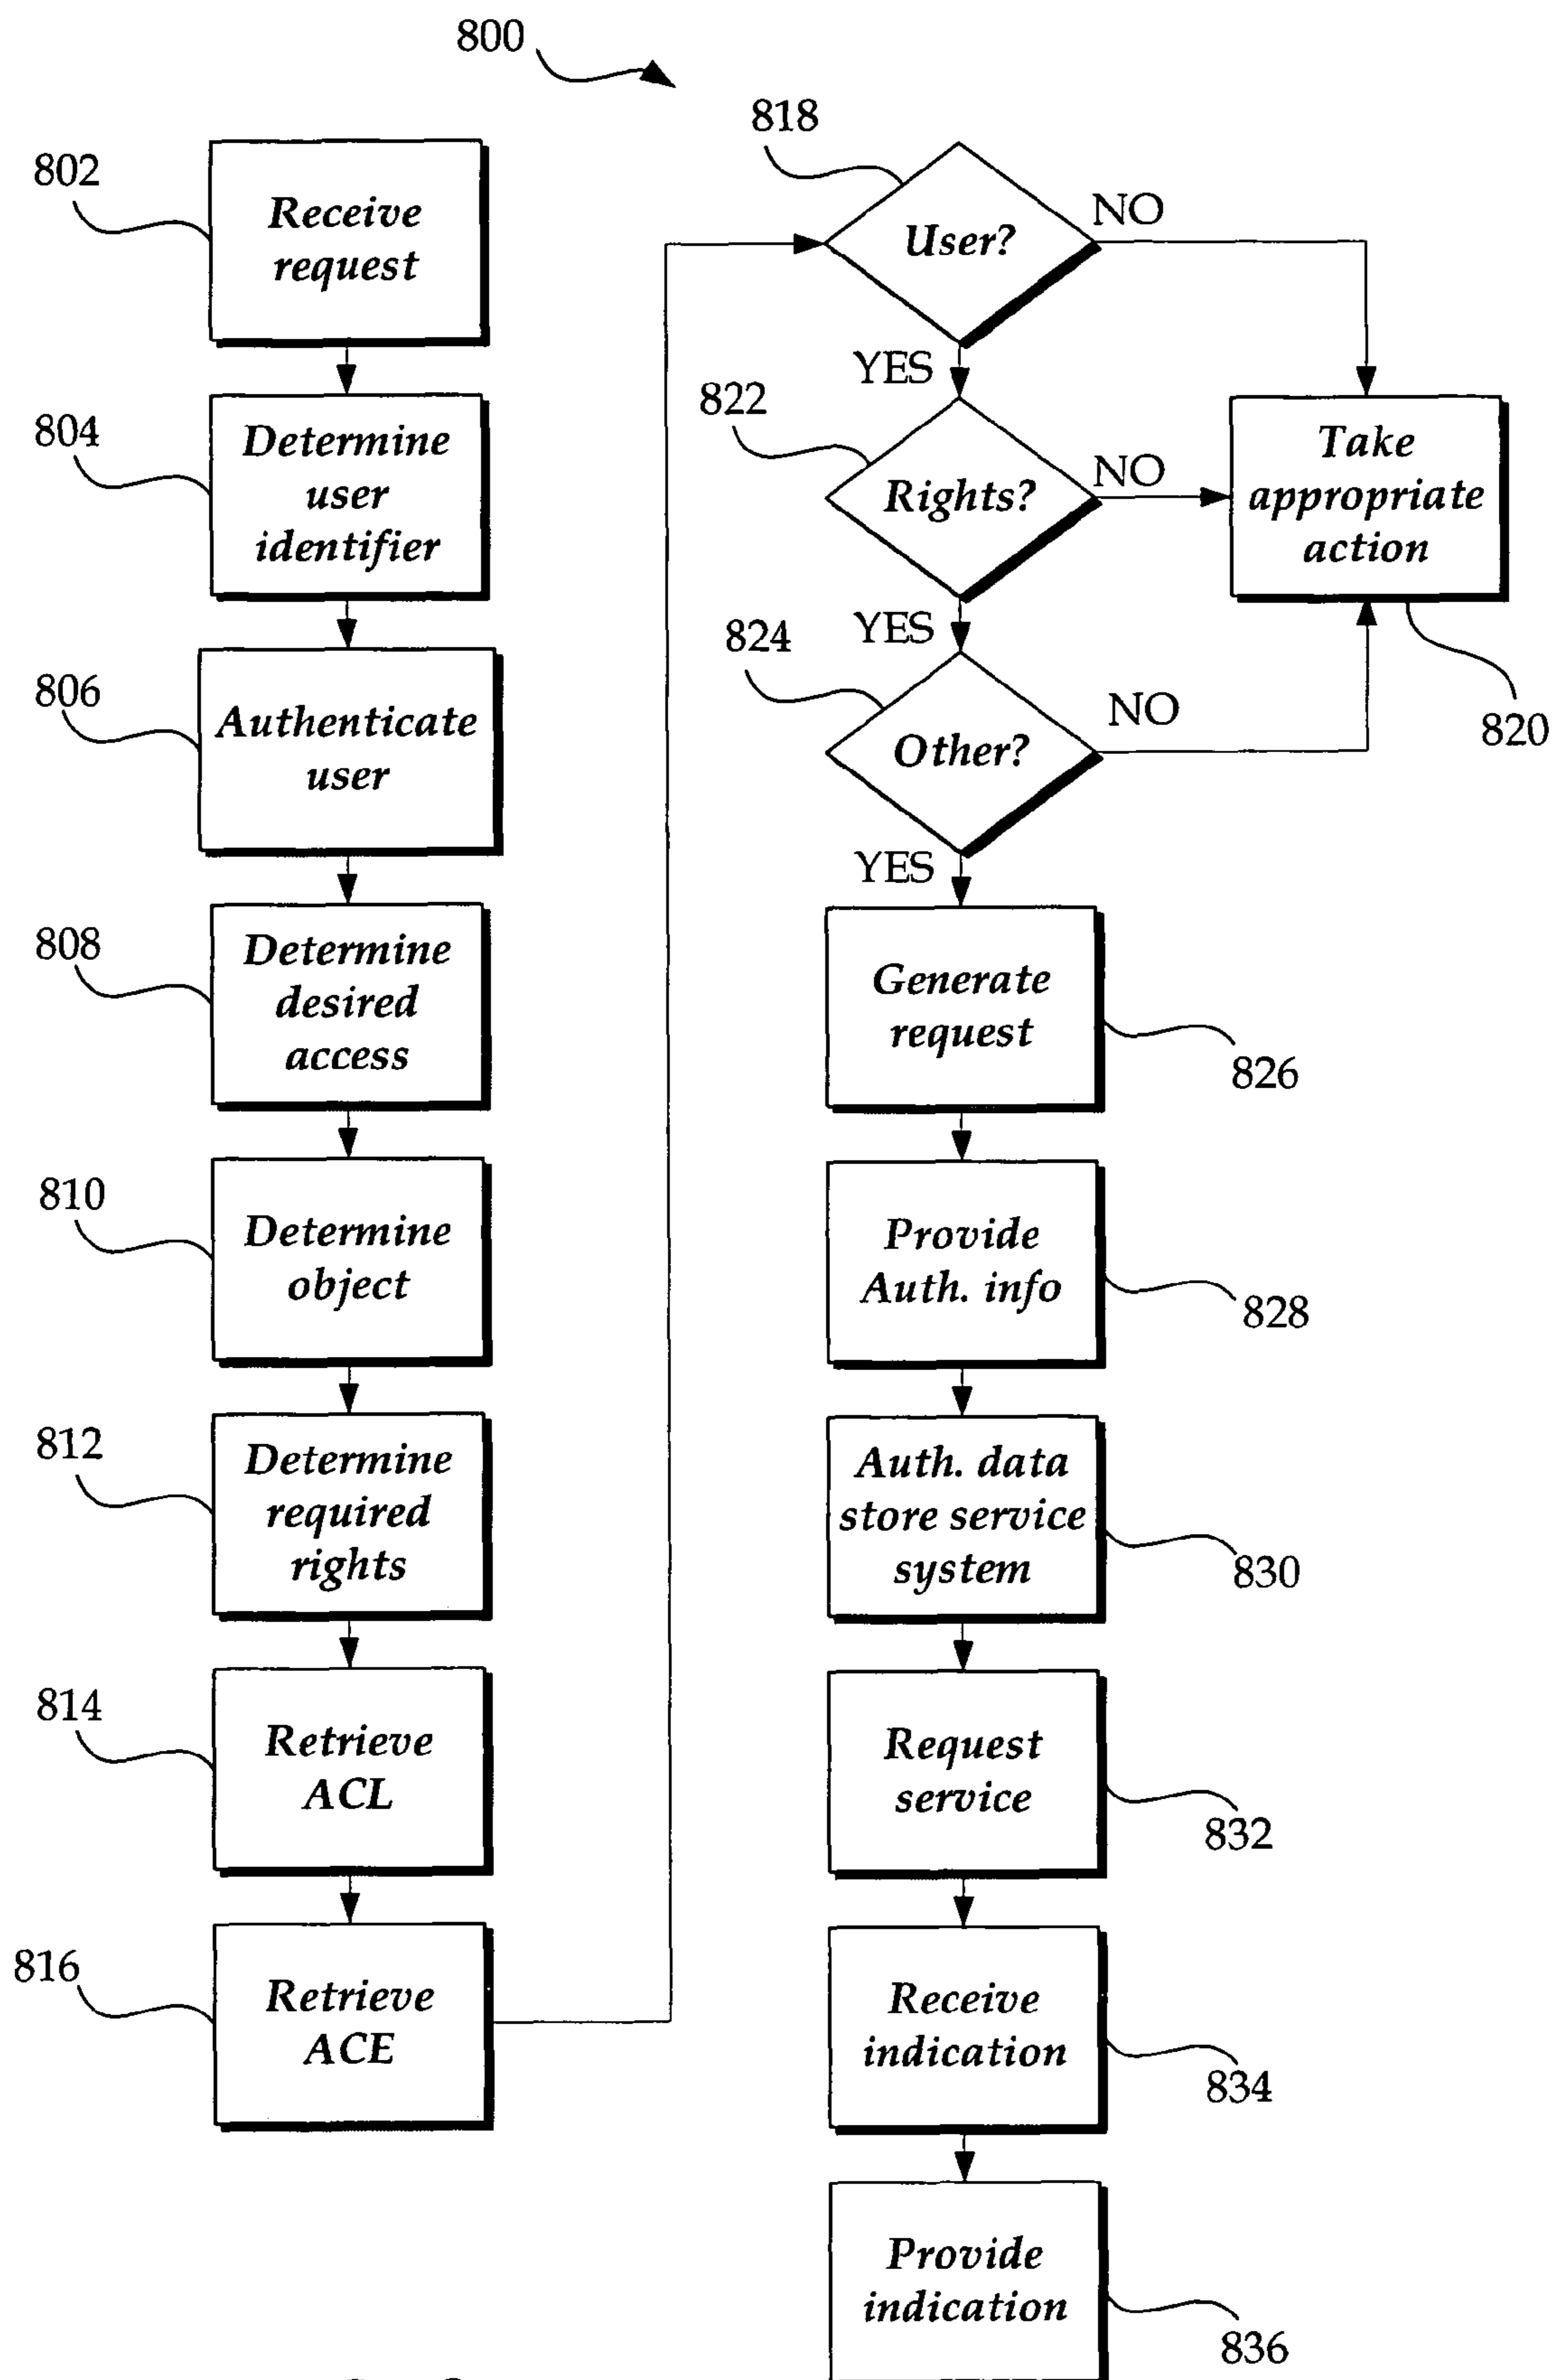 800
802
Receive
request
804
Determine
user
identifier
806
Authenticate
user
808
Determine
desired
access
810
Determine
object
812
Determine
required
rights
814
Retrieve
ACL
816
Retrieve
ACE
818
User?
NO
YES
822
Rights?
NO
Take
appropriate
action
820
YES
824
Other?
NO
YES
Generate
request
826
Provide
Auth. info
828
Auth. data
store service
system
830
Request
service
832
Receive
indication
834
Provide
indication
836